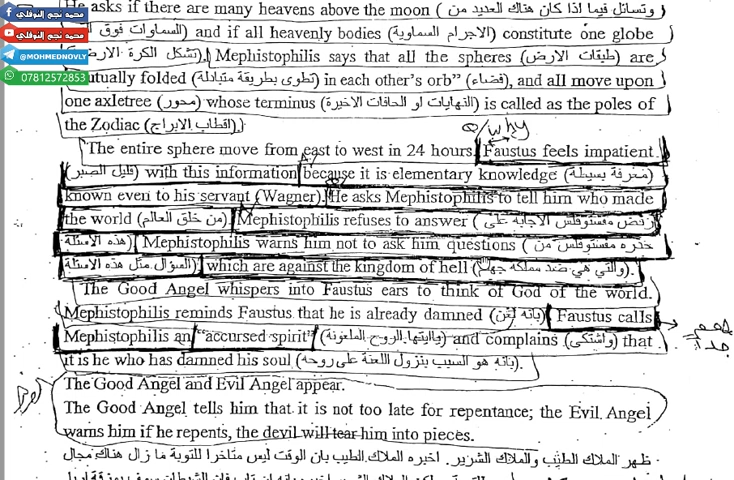 محمد نجم النوفلي
محمد نجم النوفلي
@MOHMEDNOVLY
07812572853
He asks if there are many heavens above the moon (وتسائل فيما اذا كان هناك العديد من
السماوات فوق) and if all heavenly bodies (الاجرام السماوية) constitute one globe
(تشكل الكرة) Mephistophilis says that all the spheres (طبقات الارض) are
mutually folded (تطوى بطريقة متبادلة) in each other's orb" (فضاء), and all move upon
one axletree (محور) whose terminus (النهايات او الحافات الاخيرة) is called as the poles of
the Zodiac (اقطاب الابراج).
Q/why
The entire sphere move from east to west in 24 hours. Faustus feels impatient
(قليل الصبر) with this information because it is elementary knowledge (معرفة بسيطة)
known even to his servant (Wagner). He asks Mephistophilis to tell him who made
the world (من خلق العالم) Mephistophilis refuses to answer (رفض مفستوفلس الاجابة على
هذه الاسئلة) Mephistophilis warns him not to ask him questions (حذره مفستوفلس من
السؤال مثل هذه الاسئلة) which are against the kingdom of hell (والتي هي ضد مملكة جهنم).
The Good Angel whispers into Faustus ears to think of God of the world.
Mephistophilis reminds Faustus that he is already damned (بانه لعن) Faustus calls
Mephistophilis an "accursed spirit" (ياايتها الروح الملعونة) and complains (واشتكى) that
it is he who has damned his soul (بانه هو السبب بنزول اللعنة على روحه).
مهم جدا
The Good Angel and Evil Angel appear.
The Good Angel tells him that it is not too late for repentance; the Evil Angel
warns him if he repents, the devil will tear him into pieces.
ظهر الملاك الطيب والملاك الشرير. اخبره الملاك الطيب بان الوقت ليس متاخرا للتوبة ما زال هناك مجال